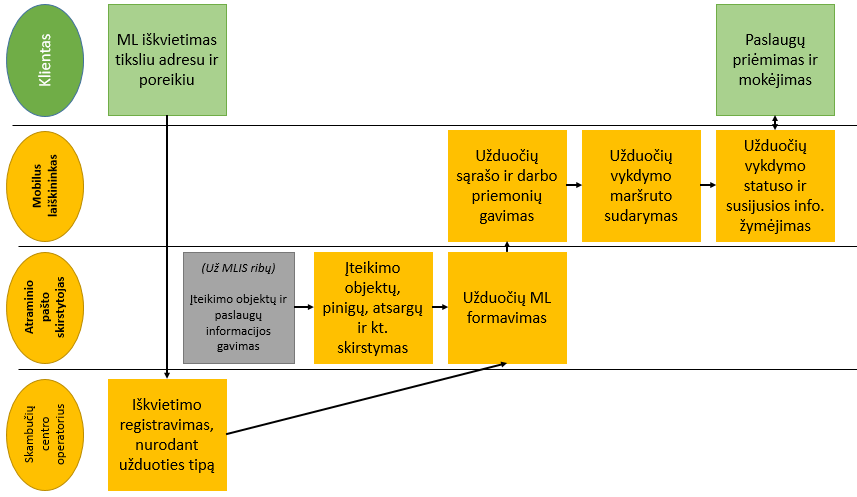 Klientas
ML iškvietimas
tiksliu adresu ir
poreikiu
Paslaugų
priėmimas ir
mokėjimas
Mobilus
laiškininkas
Užduočių
sąrašo ir darbo
priemonių
gavimas
Užduočių
vykdymo
maršruto
sudarymas
Užduočių
vykdymo
statuso ir
susijusios info.
žymėjimas
Atraminio
pašto
skirstytojas
(Už MLIS ribų)
Įteikimo objektų ir
paslaugų
informacijos
gavimas
Įteikimo
objektų,
pinigų, atsargų
ir kt.
skirstymas
Užduočių ML
formavimas
Skambučių
centro
operatorius
Iškvietimo
registravimas,
nurodant
užduoties tipą